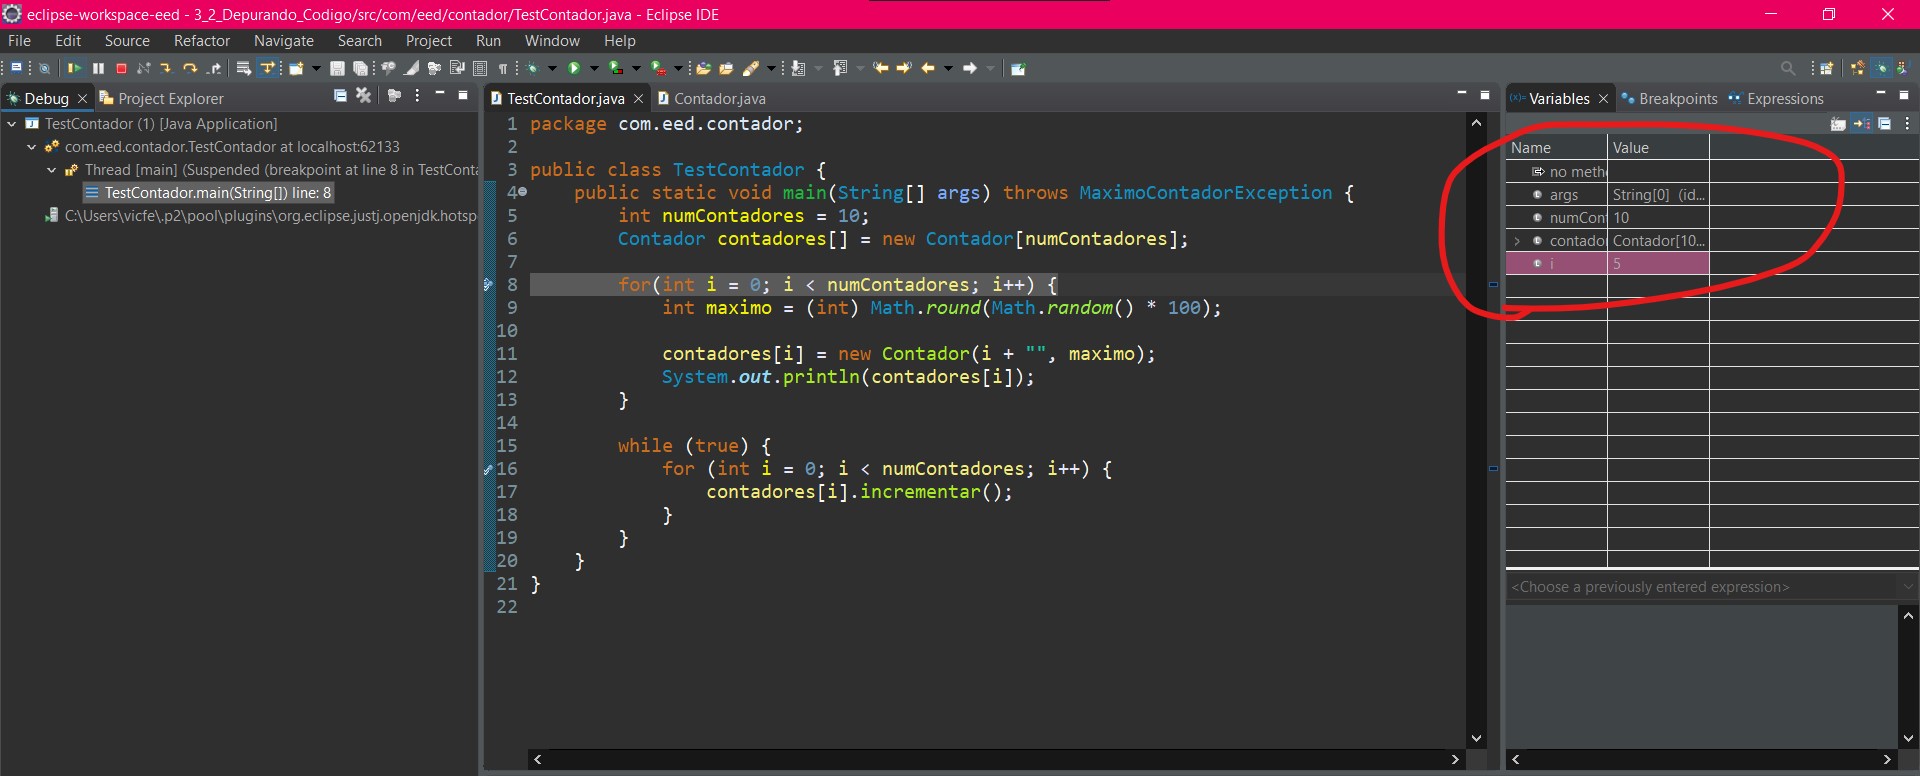 eclipse-workspace-eed - 3_2_Depurando_Codigo/src/com/eed/contador/TestContador.java - Eclipse IDE
File Edit Source Refactor Navigate Search Project Run Window Help
Debug Project Explorer
TestContador (1) [Java Application]
com.eed.contador.TestContador at localhost:62133
Thread [main] (Suspended (breakpoint at line 8 in TestConta
TestContador.main(String[]) line: 8
C:\Users\vicfe\.p2\pool\plugins\org.eclipse.justj.openjdk.hotsp
TestContador.java Contador.java
1 package com.eed.contador;
2
3 public class TestContador {
4 public static void main(String[] args) throws MaximoContadorException {
5 int numContadores = 10;
6 Contador contadores[] = new Contador[numContadores];
7
8 for(int i = 0; i < numContadores; i++) {
9 int maximo = (int) Math.round(Math.random() * 100);
10
11 contadores[i] = new Contador(i + "", maximo);
12 System.out.println(contadores[i]);
13 }
14
15 while (true) {
16 for (int i = 0; i < numContadores; i++) {
17 contadores[i].incrementar();
18 }
19 }
20 }
21 }
22
(x)= Variables Breakpoints Expressions
Name Value
no meth
args String[0] (id...
numCon 10
contador Contador[10...
i 5
<Choose a previously entered expression>